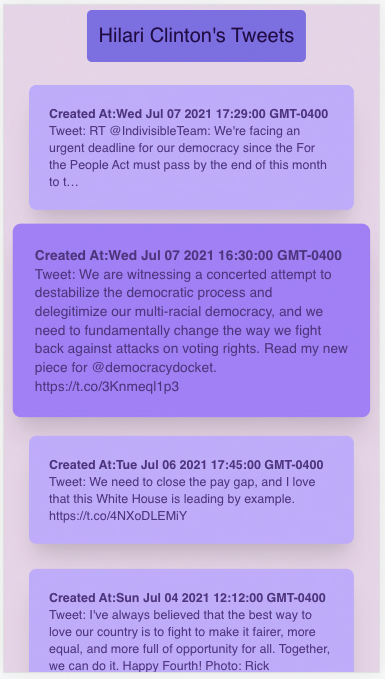 Hilari Clinton's Tweets
Created At:Wed Jul 07 2021 17:29:00 GMT-0400
Tweet: RT @IndivisibleTeam: We're facing an
urgent deadline for our democracy since the For
the People Act must pass by the end of this month
to t…
Created At:Wed Jul 07 2021 16:30:00 GMT-0400
Tweet: We are witnessing a concerted attempt to
destabilize the democratic process and
delegitimize our multi-racial democracy, and we
need to fundamentally change the way we fight
back against attacks on voting rights. Read my new
piece for @democracydocket.
https://t.co/3Knmeql1p3
Created At:Tue Jul 06 2021 17:45:00 GMT-0400
Tweet: We need to close the pay gap, and I love
that this White House is leading by example.
https://t.co/4NXoDLEMiY
Created At:Sun Jul 04 2021 12:12:00 GMT-0400
Tweet: I've always believed that the best way to
love our country is to fight to make it fairer, more
equal, and more full of opportunity for all. Together,
we can do it. Happy Fourth! Photo: Rick